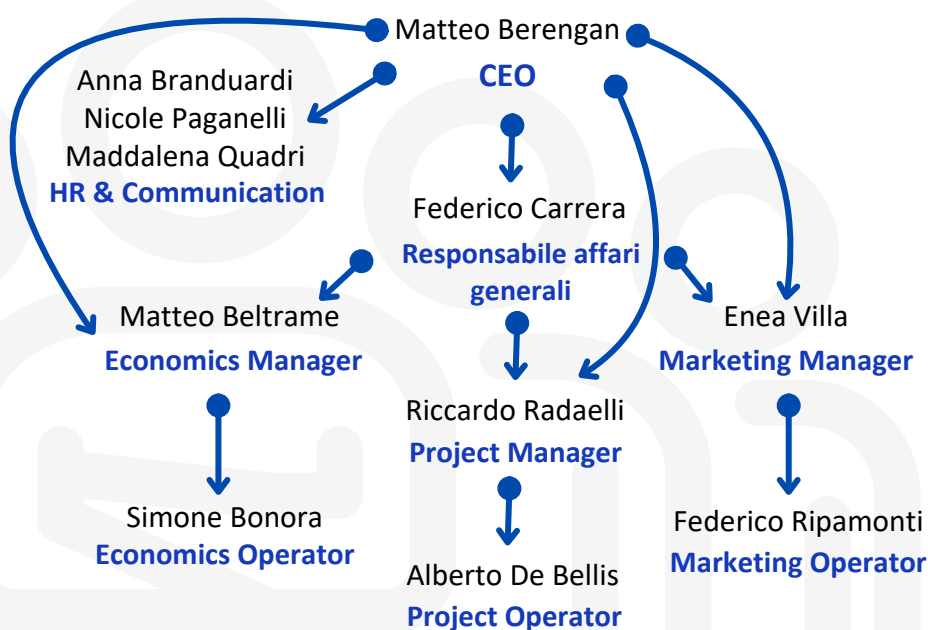 Matteo Berengan
CEO
Anna Branduardi
Nicole Paganelli
Maddalena Quadri
HR & Communication
Federico Carrera
Responsabile affari
generali
Matteo Beltrame
Economics Manager
Enea Villa
Marketing Manager
Riccardo Radaelli
Project Manager
Simone Bonora
Economics Operator
Federico Ripamonti
Marketing Operator
Alberto De Bellis
Project Operator